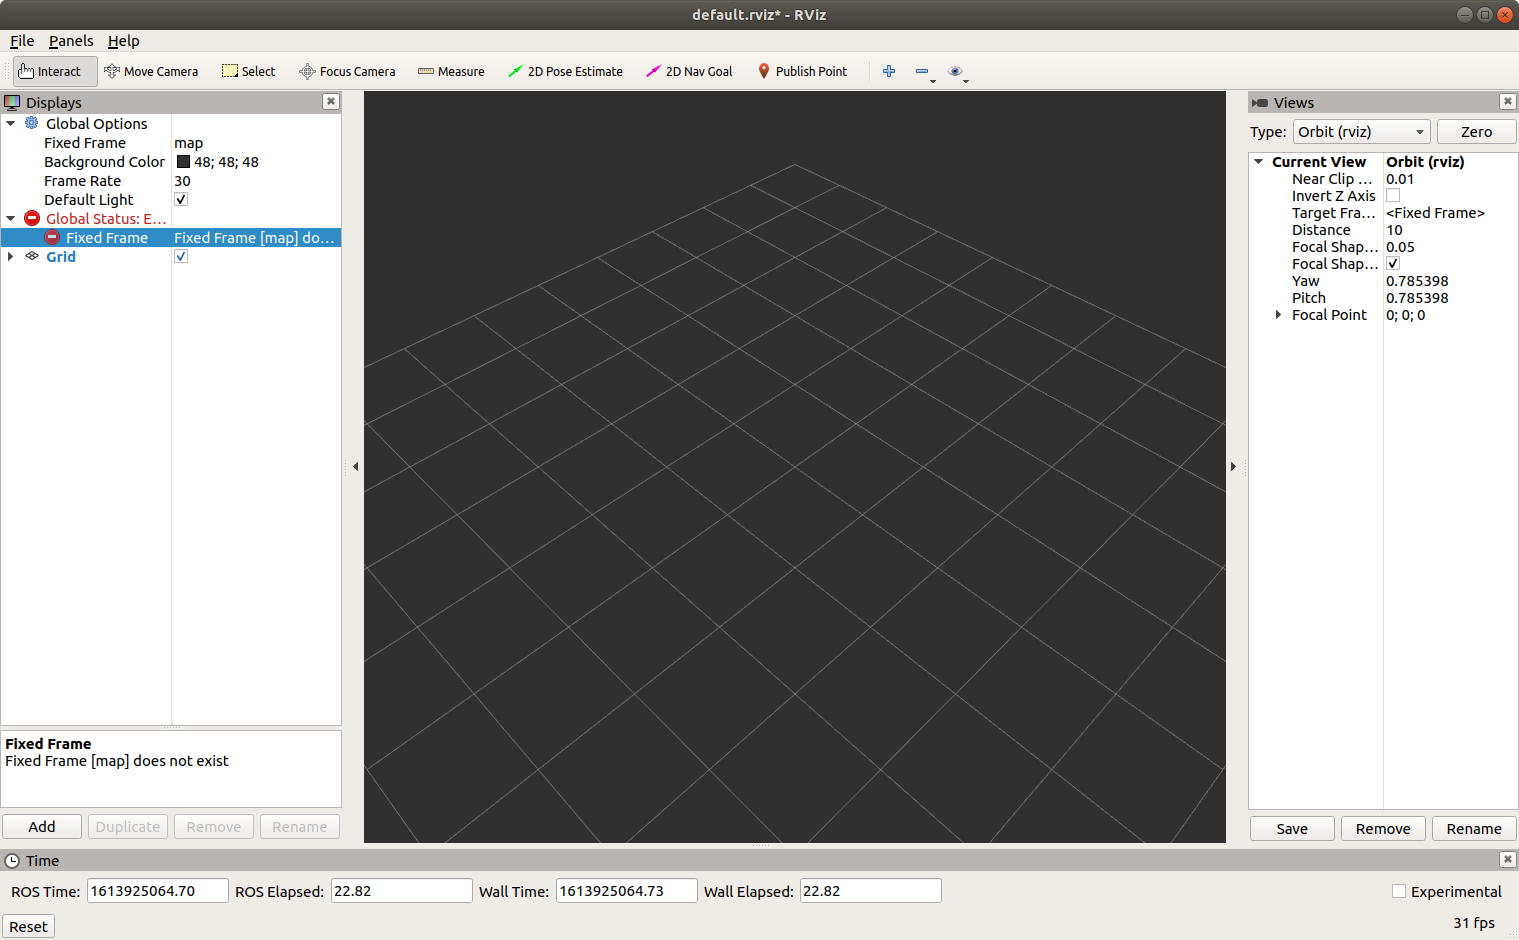 default.rviz* - RViz
File Panels Help
Interact Move Camera Select Focus Camera Measure 2D Pose Estimate 2D Nav Goal Publish Point
Displays
Global Options
Fixed Frame map
Background Color 48; 48; 48
Frame Rate 30
Default Light
Global Status: E...
Fixed Frame Fixed Frame [map] do...
Grid
Fixed Frame
Fixed Frame [map] does not exist
Add Duplicate Remove Rename
Views
Type: Orbit (rviz) Zero
Current View Orbit (rviz)
Near Clip ... 0.01
Invert Z Axis
Target Fra... <Fixed Frame>
Distance 10
Focal Shap... 0.05
Focal Shap...
Yaw 0.785398
Pitch 0.785398
Focal Point 0; 0; 0
Save Remove Rename
Time
ROS Time: 1613925064.70 ROS Elapsed: 22.82 Wall Time: 1613925064.73 Wall Elapsed: 22.82 Experimental
Reset 31 fps